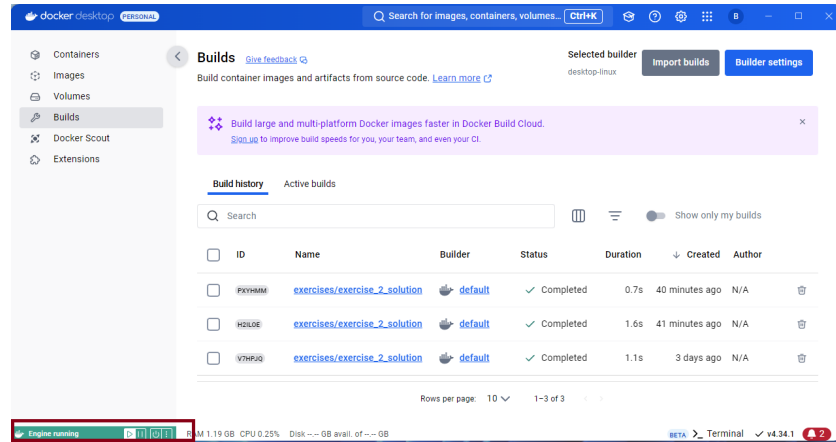 docker desktop PERSONAL
Search for images, containers, volumes... Ctrl+K
B
Containers
Images
Volumes
Builds
Docker Scout
Extensions
Builds Give feedback
Build container images and artifacts from source code. Learn more
Selected builder
desktop-linux
Import builds
Builder settings
Build large and multi-platform Docker images faster in Docker Build Cloud.
Sign up to improve build speeds for you, your team, and even your CI.
Build history Active builds
Search
Show only my builds
ID Name Builder Status Duration Created Author
PXYHMM exercises/exercise_2_solution default Completed 0.7s 40 minutes ago N/A
H2IL0E exercises/exercise_2_solution default Completed 1.6s 41 minutes ago N/A
V7HPJQ exercises/exercise_2_solution default Completed 1.1s 3 days ago N/A
Rows per page: 10 1–3 of 3
Engine running RAM 1.19 GB CPU 0.25% Disk --.-- GB avail. of --.-- GB BETA Terminal v4.34.1 2